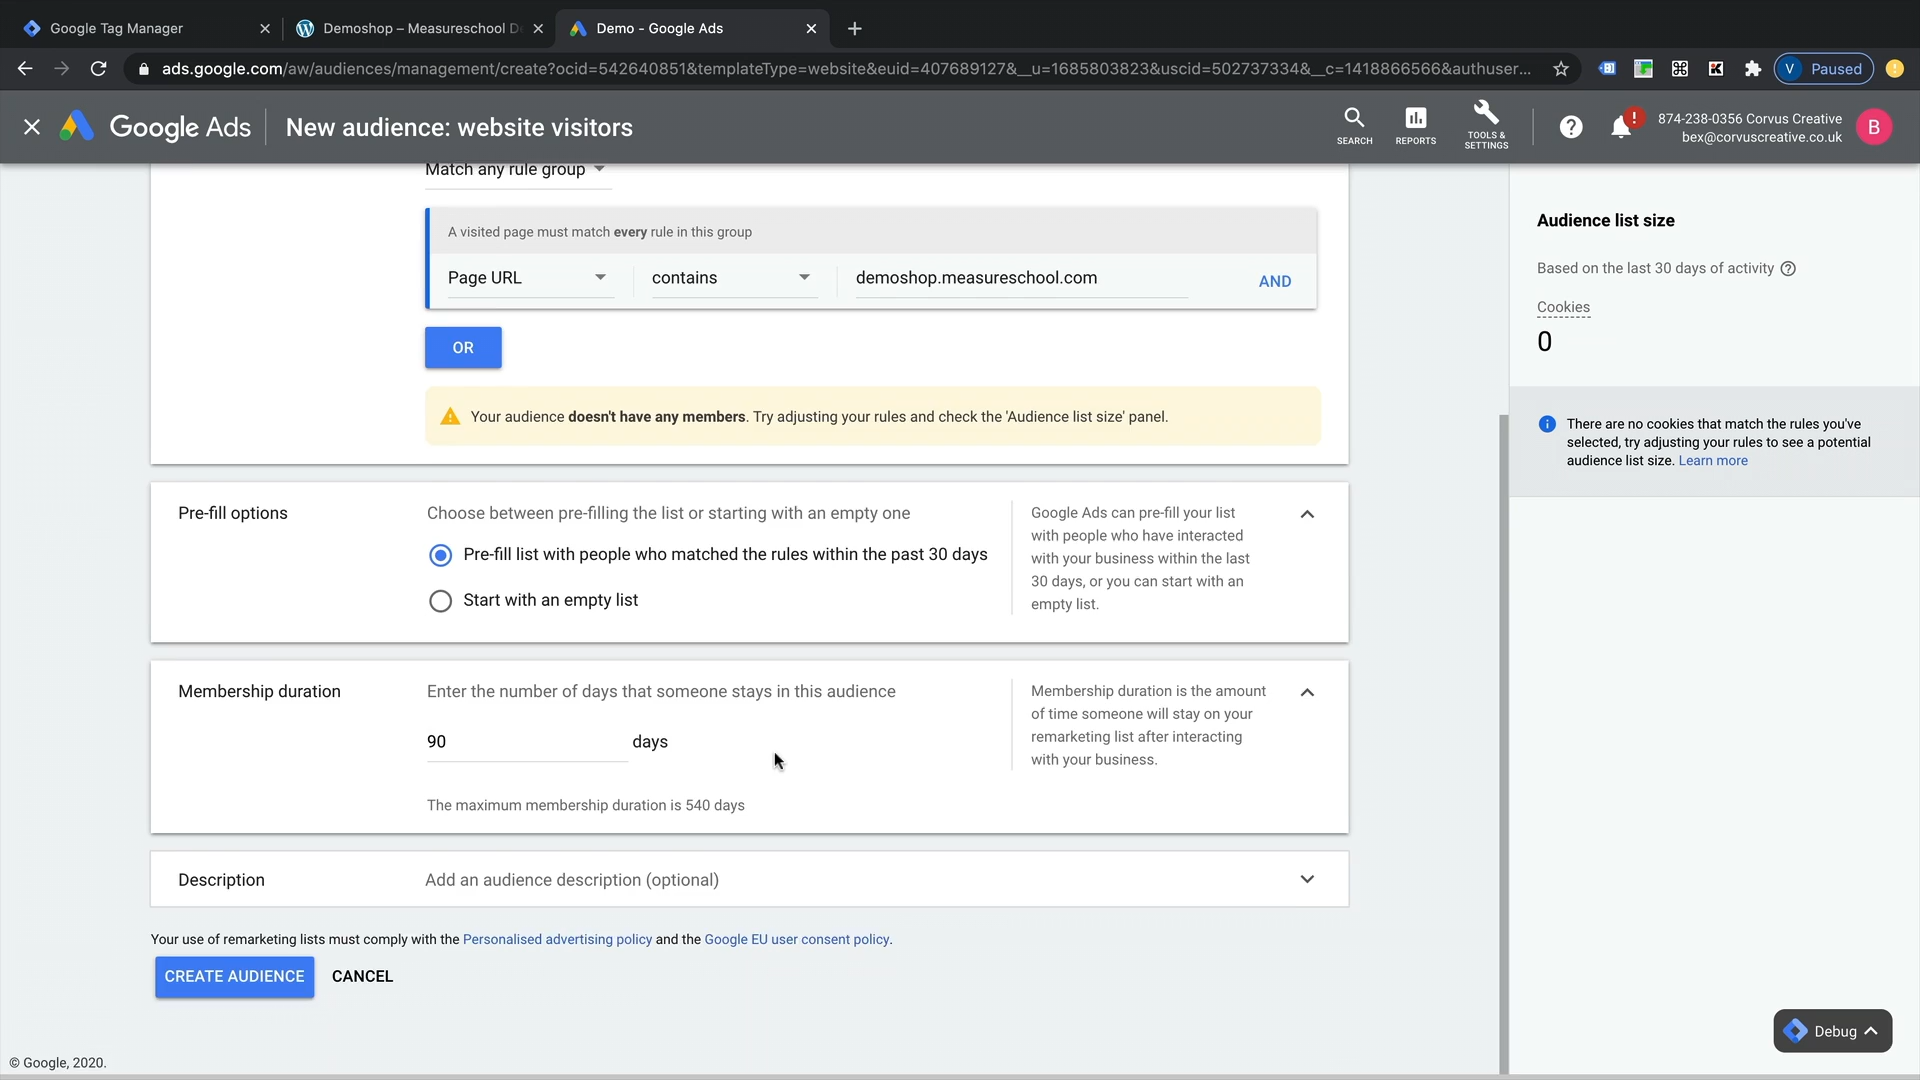 Google Tag Manager
Demoshop – Measureschool D
Demo - Google Ads
ads.google.com/aw/audiences/management/create?ocid=542640851&templateType=website&euid=407689127&__u=1685803823&uscid=502737334&__c=1418866566&authuser...
V Paused
Google Ads
New audience: website visitors
SEARCH
REPORTS
TOOLS &
SETTINGS
874-238-0356 Corvus Creative
bex@corvuscreative.co.uk
B
Match any rule group
A visited page must match every rule in this group
Page URL
contains
demoshop.measureschool.com
AND
OR
Your audience doesn't have any members. Try adjusting your rules and check the 'Audience list size' panel.
Pre-fill options
Choose between pre-filling the list or starting with an empty one
Pre-fill list with people who matched the rules within the past 30 days
Start with an empty list
Google Ads can pre-fill your list
with people who have interacted
with your business within the last
30 days, or you can start with an
empty list.
Membership duration
Enter the number of days that someone stays in this audience
90 days
The maximum membership duration is 540 days
Membership duration is the amount
of time someone will stay on your
remarketing list after interacting
with your business.
Description
Add an audience description (optional)
Your use of remarketing lists must comply with the Personalised advertising policy and the Google EU user consent policy.
CREATE AUDIENCE
CANCEL
© Google, 2020.
Audience list size
Based on the last 30 days of activity
Cookies
0
There are no cookies that match the rules you've
selected, try adjusting your rules to see a potential
audience list size. Learn more
Debug